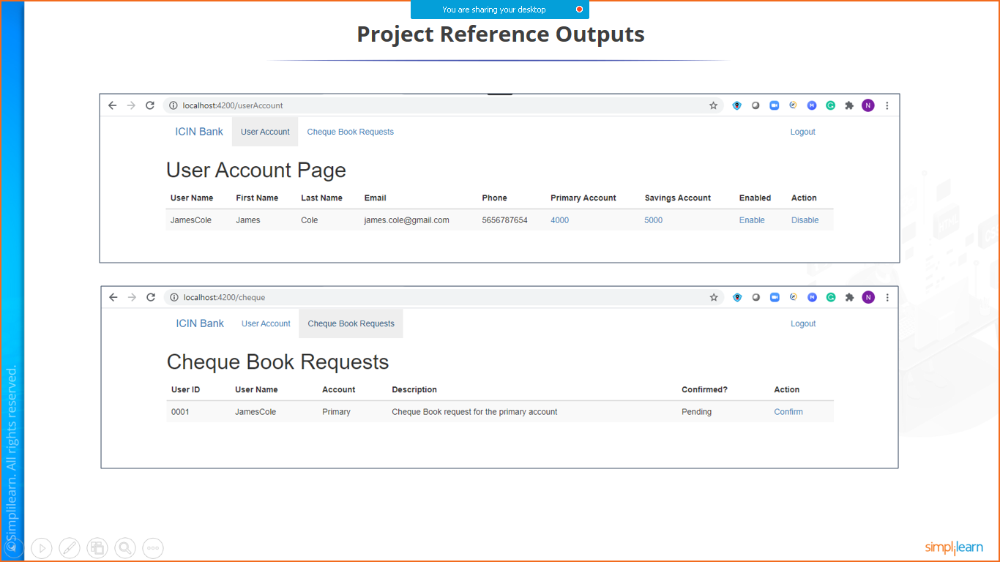 You are sharing your desktop
Project Reference Outputs
localhost:4200/userAccount
N
ICIN Bank User Account Cheque Book Requests Logout
User Account Page
User Name First Name Last Name Email Phone Primary Account Savings Account Enabled Action
JamesCole James Cole james.cole@gmail.com 5656787654 4000 5000 Enable Disable
localhost:4200/cheque
N
ICIN Bank User Account Cheque Book Requests Logout
Cheque Book Requests
User ID User Name Account Description Confirmed? Action
0001 JamesCole Primary Cheque Book request for the primary account Pending Confirm
©Simplilearn. All rights reserved.
simplilearn